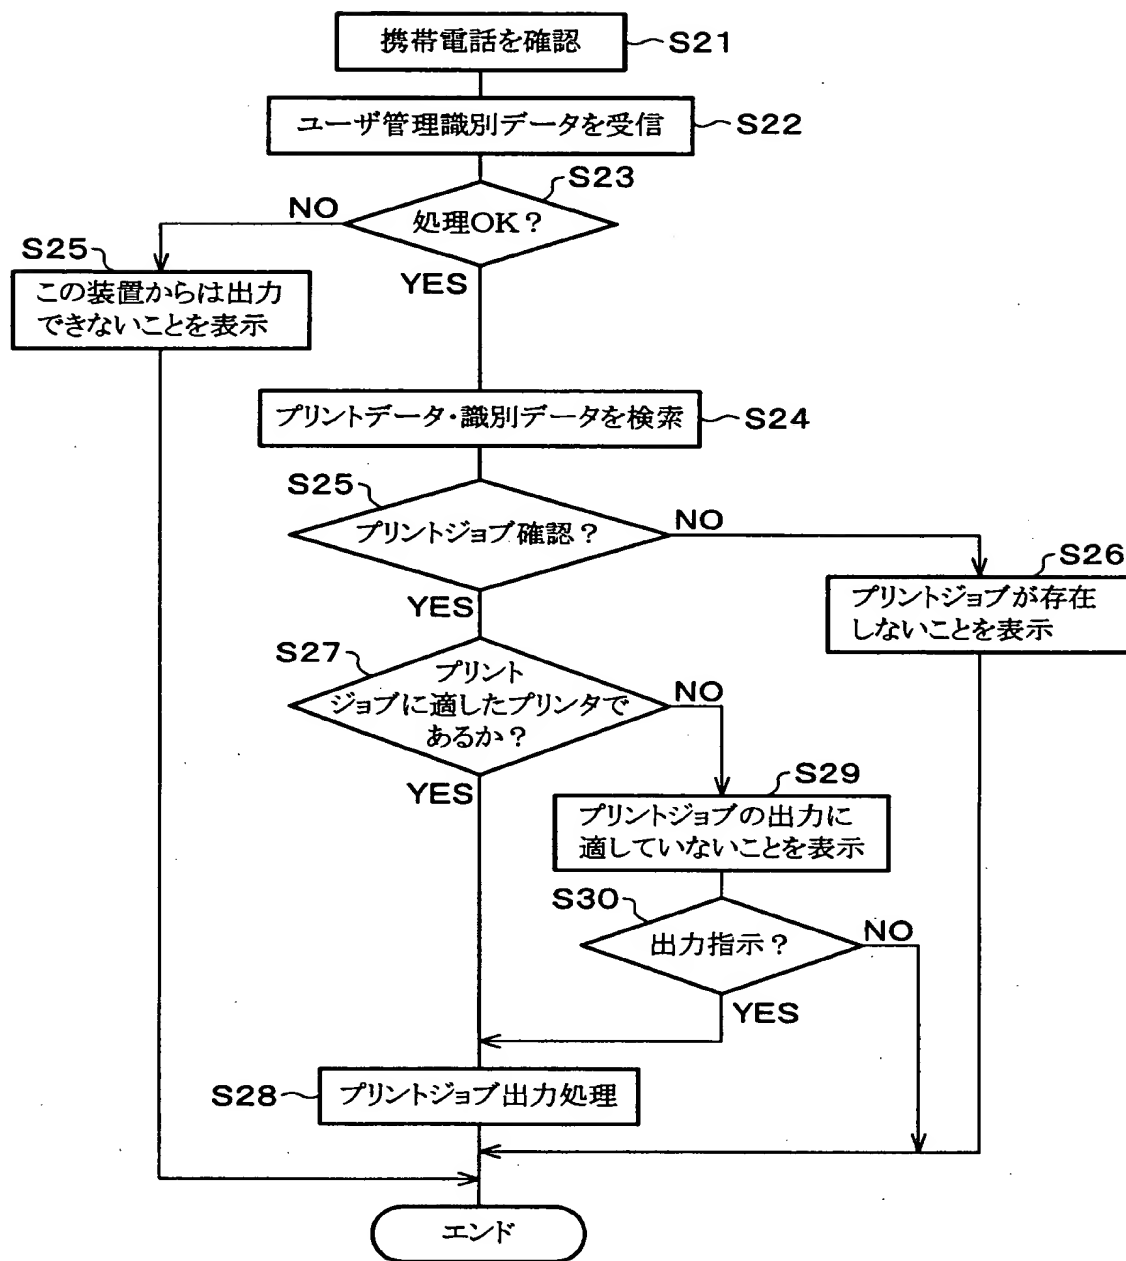 携帯電話を確認
S21
ユーザ管理識別データを受信
S22
S23
処理OK？
NO
YES
S25
この装置からは出力
できないことを表示
プリントデータ・識別データを検索
S24
S25
プリントジョブ確認？
NO
YES
S26
プリントジョブが存在
しないことを表示
S27
プリント
ジョブに適したプリンタで
あるか？
NO
YES
S29
プリントジョブの出力に
適していないことを表示
S30
出力指示？
NO
YES
S28
プリントジョブ出力処理
エンド